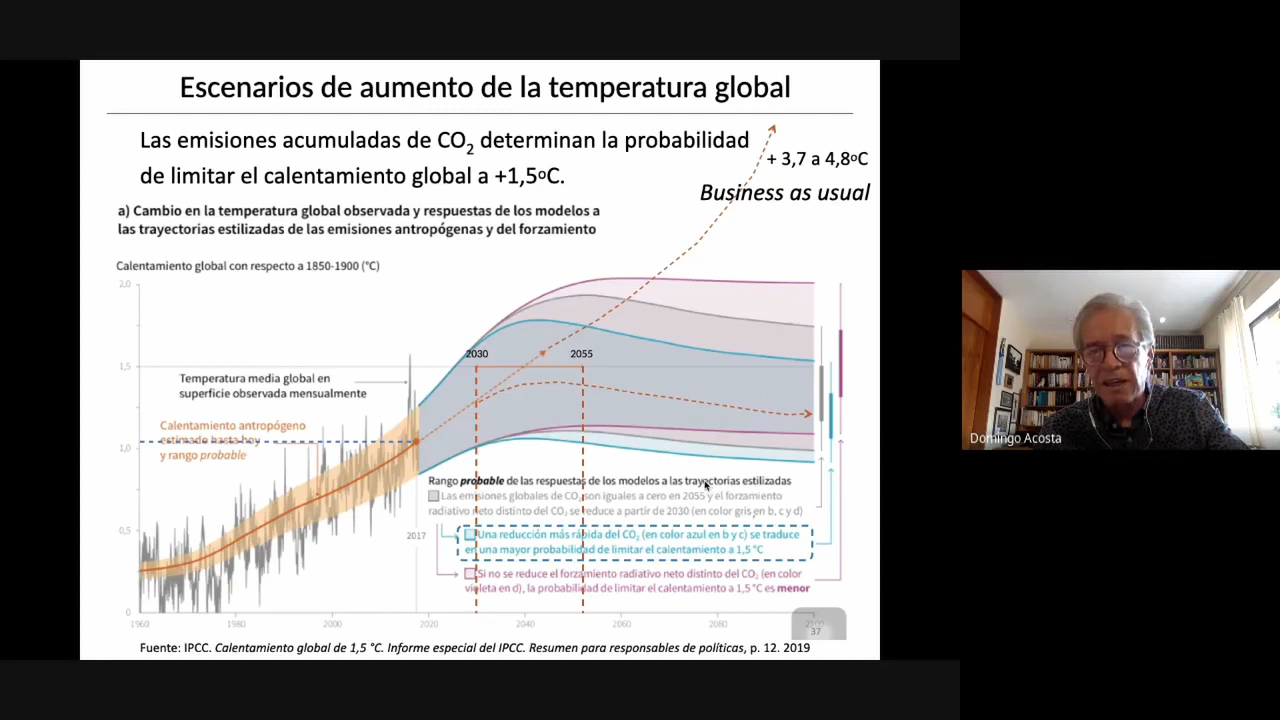 Escenarios de aumento de la temperatura global
Las emisiones acumuladas de CO2 determinan la probabilidad
de limitar el calentamiento global a +1,5ºC.
+ 3,7 a 4,8ºC
Business as usual
a) Cambio en la temperatura global observada y respuestas de los modelos a
las trayectorias estilizadas de las emisiones antropógenas y del forzamiento
Calentamiento global con respecto a 1850-1900 (°C)
2,0
1,5
1,0
0,5
0
2030
2055
Temperatura media global en
superficie observada mensualmente
Calentamiento antropógeno
estimado hasta hoy
y rango probable
2017
Rango probable de las respuestas de los modelos a las trayectorias estilizadas
Las emisiones globales de CO2 son iguales a cero en 2055 y el forzamiento
radiativo neto distinto del CO2 se reduce a partir de 2030 (en color gris en b, c y d)
Una reducción más rápida del CO2 (en color azul en b y c) se traduce
en una mayor probabilidad de limitar el calentamiento a 1,5 °C
Si no se reduce el forzamiento radiativo neto distinto del CO2 (en color
violeta en d), la probabilidad de limitar el calentamiento a 1,5 °C es menor
1960
1980
2000
2020
2040
2060
2080
2100
37
Fuente: IPCC. Calentamiento global de 1,5 °C. Informe especial del IPCC. Resumen para responsables de políticas, p. 12. 2019
Domingo Acosta